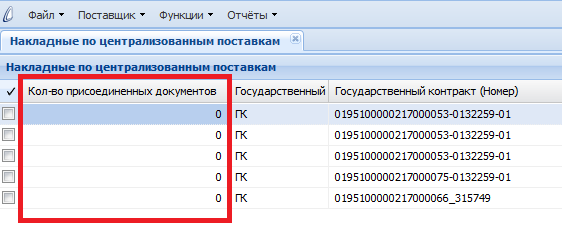 Файл Поставщик Функции Отчёты
Накладные по централизованным поставкам
Накладные по централизованным поставкам
Кол-во присоединенных документов Государственный Государственный контракт (Номер)
0 ГК 0195100000217000053-0132259-01
0 ГК 0195100000217000053-0132259-01
0 ГК 0195100000217000053-0132259-01
0 ГК 0195100000217000075-0132259-01
0 ГК 0195100000217000066_315749